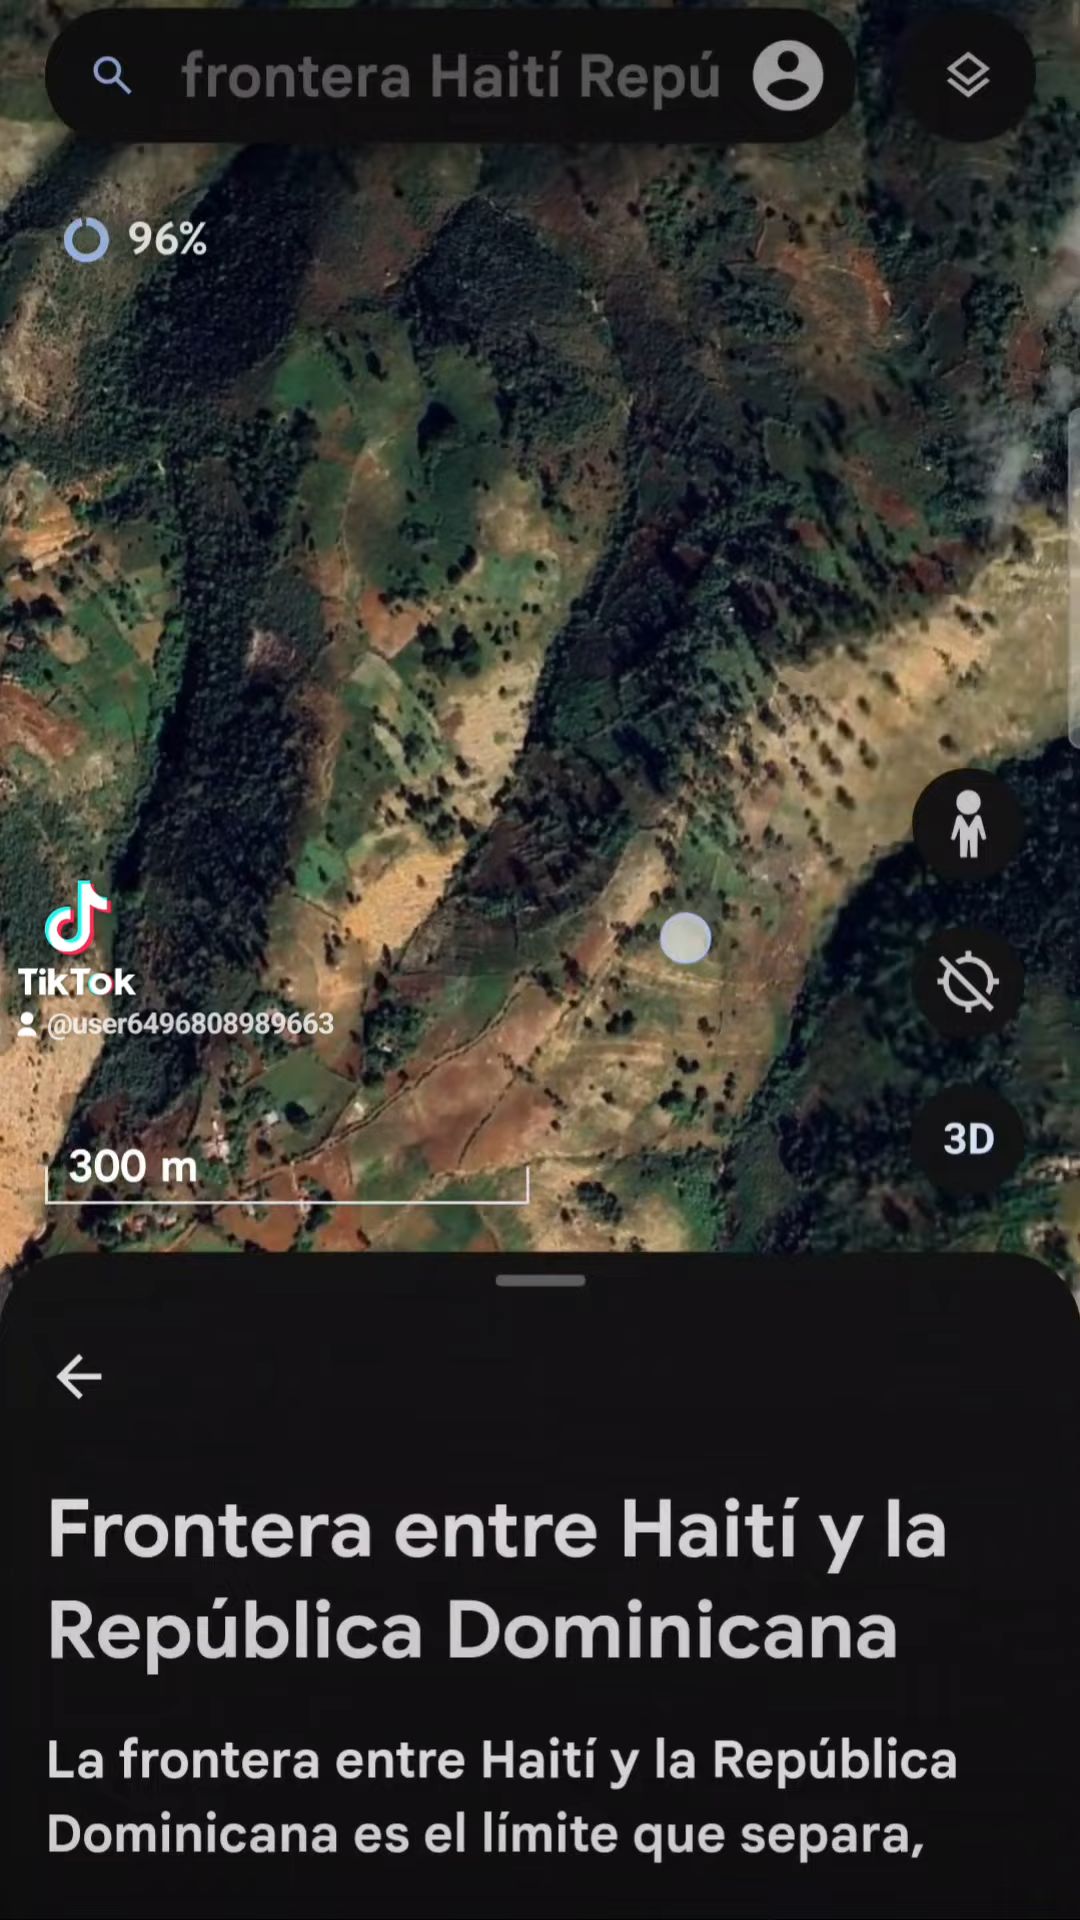 frontera Haití Repú
96%
TikTok
@user6496808989663
300 m
3D
Frontera entre Haití y la
República Dominicana
La frontera entre Haití y la República
Dominicana es el límite que separa,